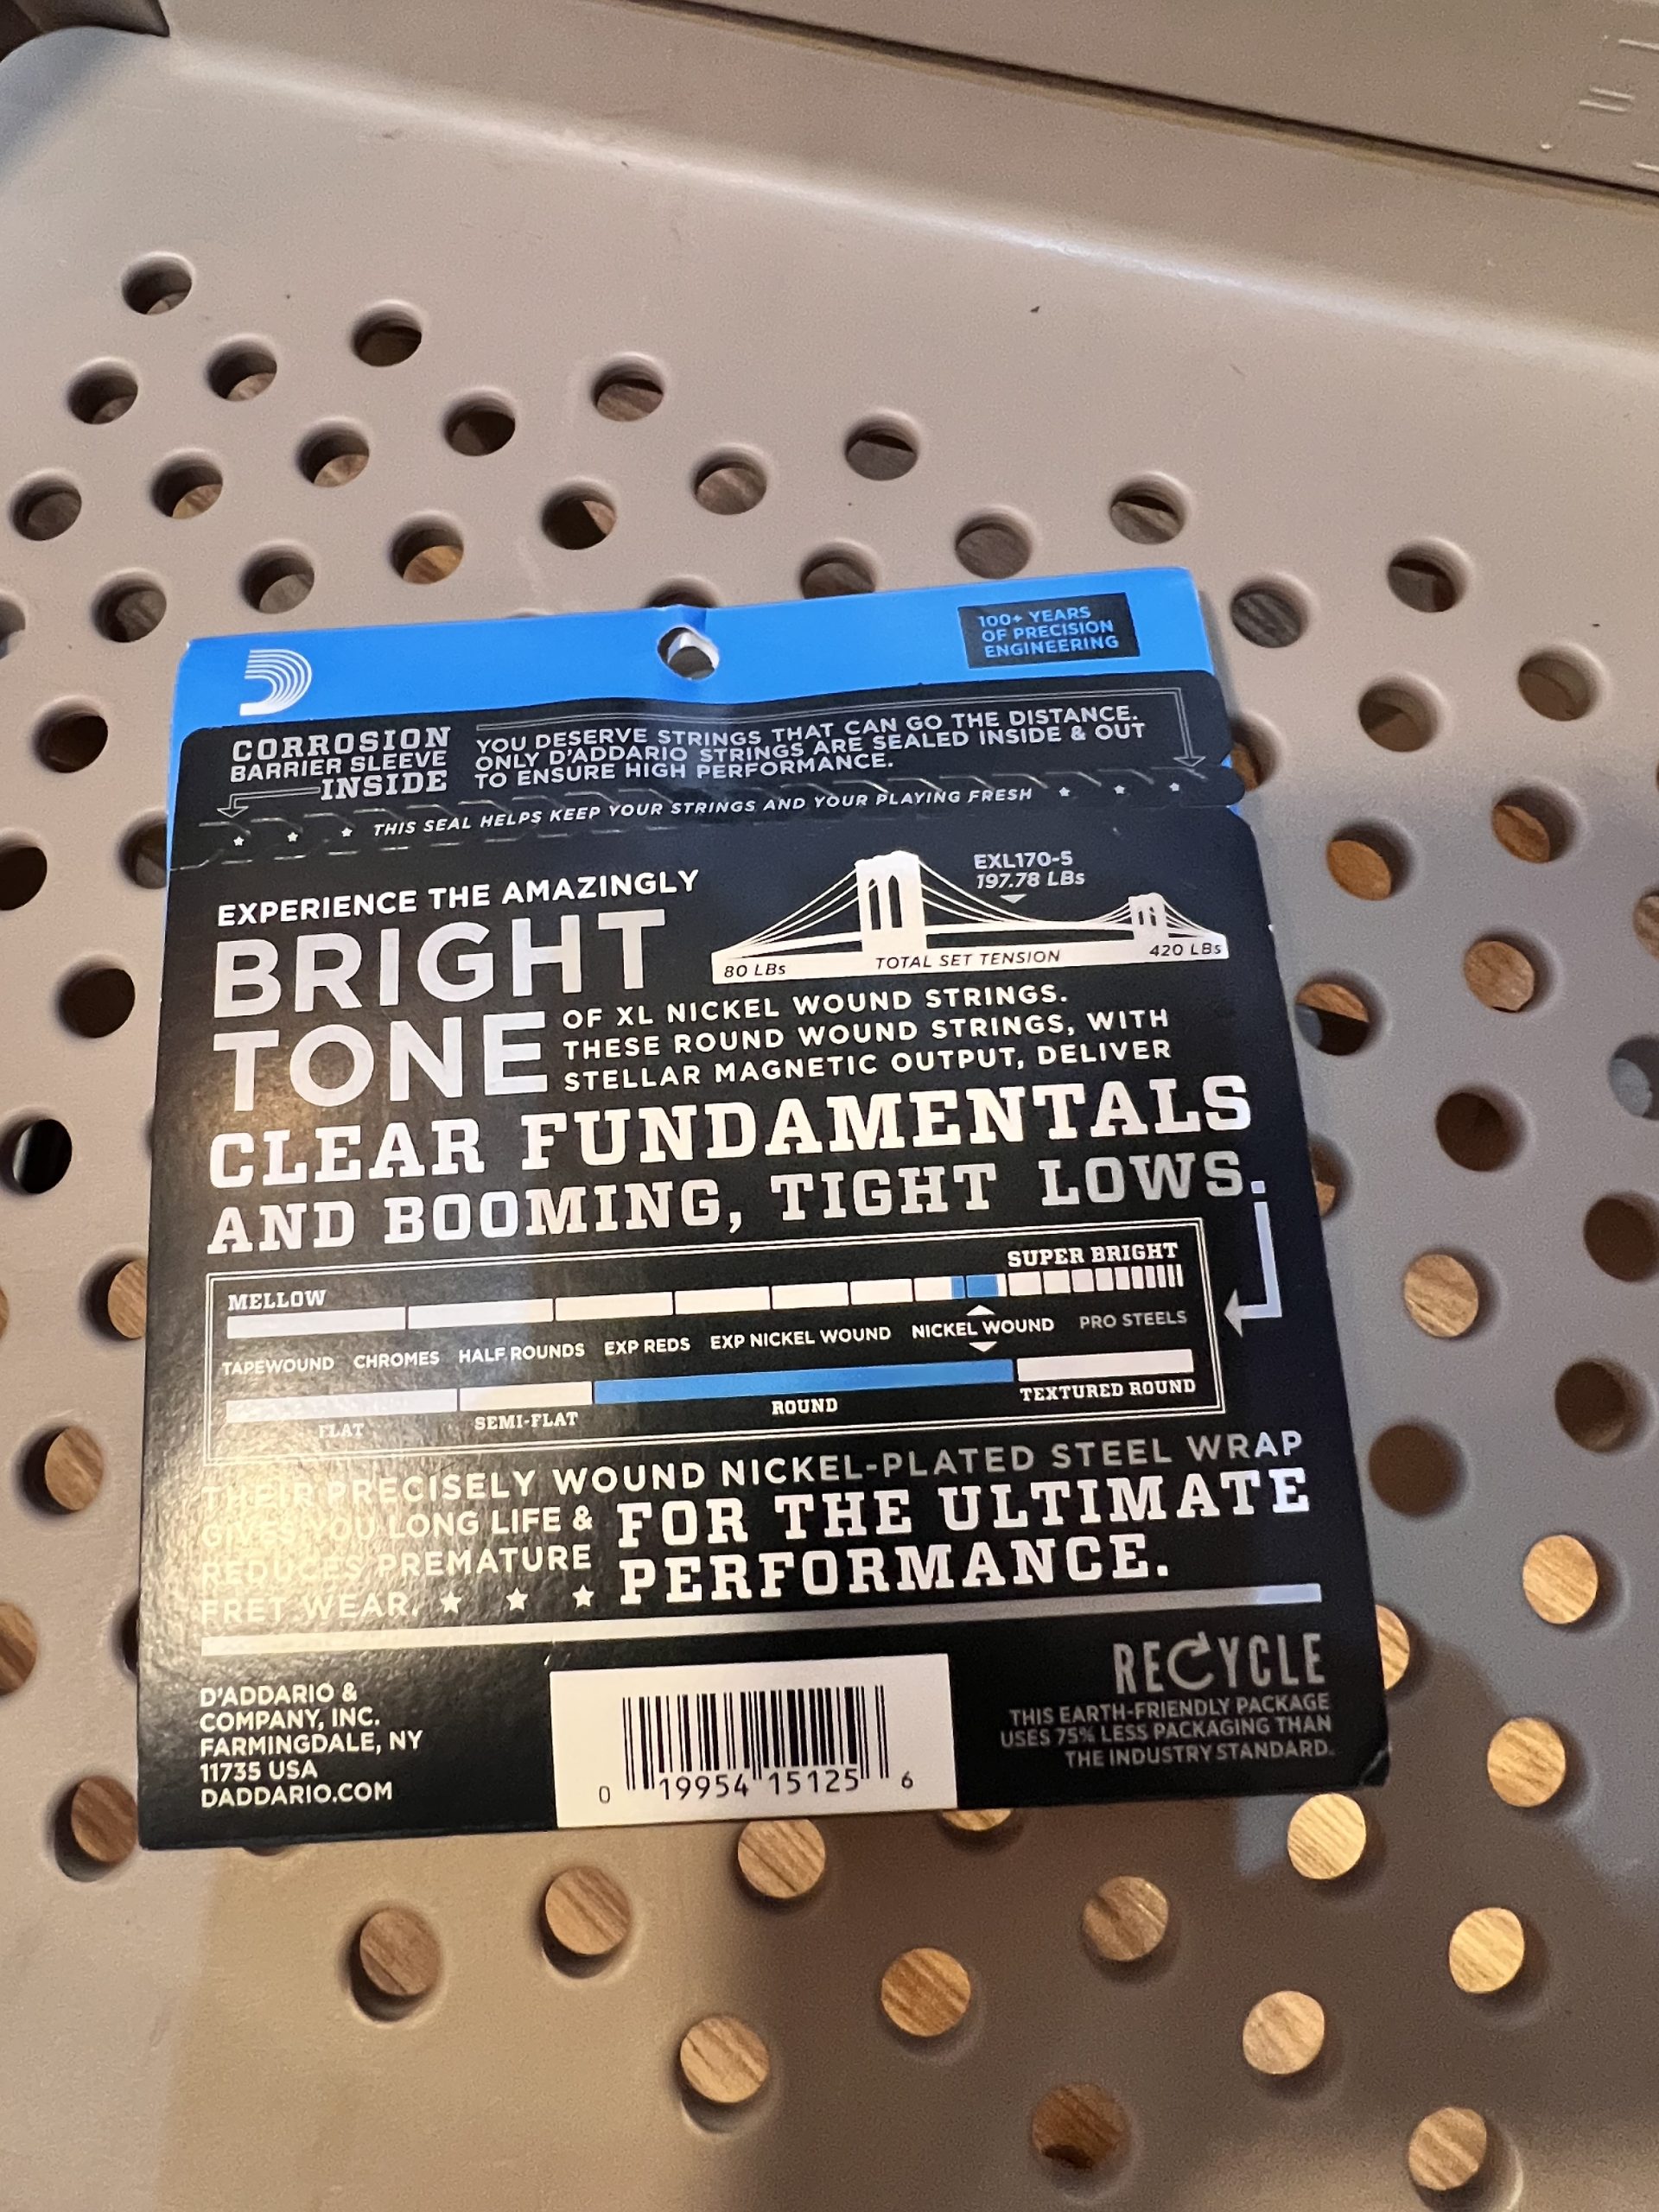 100+ YEARS
OF PRECISION
ENGINEERING
CORROSION
BARRIER SLEEVE
INSIDE
YOU DESERVE STRINGS THAT CAN GO THE DISTANCE.
ONLY D'ADDARIO STRINGS ARE SEALED INSIDE & OUT
TO ENSURE HIGH PERFORMANCE.
THIS SEAL HELPS KEEP YOUR STRINGS AND YOUR PLAYING FRESH
EXPERIENCE THE AMAZINGLY
BRIGHT
TONE
EXL170-5
197.78 LBs
80 LBs
TOTAL SET TENSION
420 LBs
OF XL NICKEL WOUND STRINGS.
THESE ROUND WOUND STRINGS, WITH
STELLAR MAGNETIC OUTPUT, DELIVER
CLEAR FUNDAMENTALS
AND BOOMING, TIGHT LOWS.
MELLOW
SUPER BRIGHT
TAPEWOUND CHROMES HALF ROUNDS EXP REDS EXP NICKEL WOUND NICKEL WOUND PRO STEELS
FLAT SEMI-FLAT ROUND TEXTURED ROUND
THEIR PRECISELY WOUND NICKEL-PLATED STEEL WRAP
GIVES YOU LONG LIFE &
REDUCES PREMATURE
FRET WEAR.
FOR THE ULTIMATE
PERFORMANCE.
D'ADDARIO &
COMPANY, INC.
FARMINGDALE, NY
11735 USA
DADDARIO.COM
0 19954 15125 6
RECYCLE
THIS EARTH-FRIENDLY PACKAGE
USES 75% LESS PACKAGING THAN
THE INDUSTRY STANDARD.